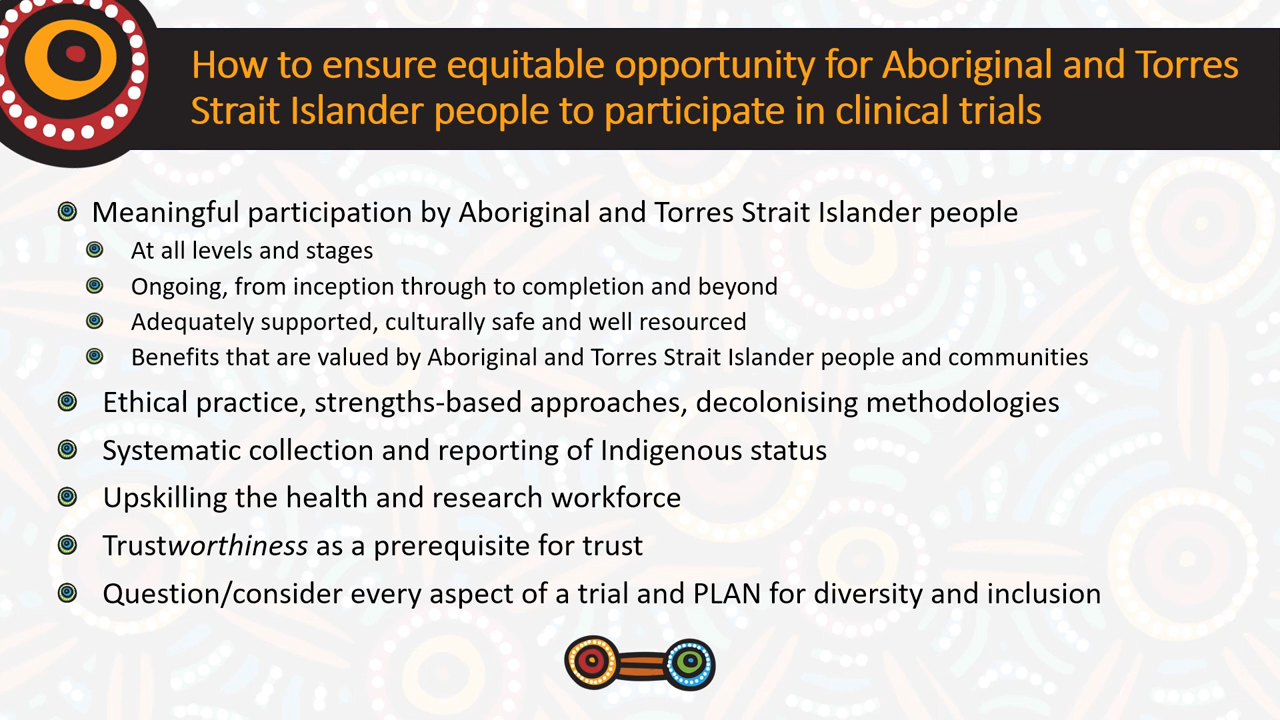 How to ensure equitable opportunity for Aboriginal and Torres
Strait Islander people to participate in clinical trials
Meaningful participation by Aboriginal and Torres Strait Islander people
At all levels and stages
Ongoing, from inception through to completion and beyond
Adequately supported, culturally safe and well resourced
Benefits that are valued by Aboriginal and Torres Strait Islander people and communities
Ethical practice, strengths-based approaches, decolonising methodologies
Systematic collection and reporting of Indigenous status
Upskilling the health and research workforce
Trustworthiness as a prerequisite for trust
Question/consider every aspect of a trial and PLAN for diversity and inclusion